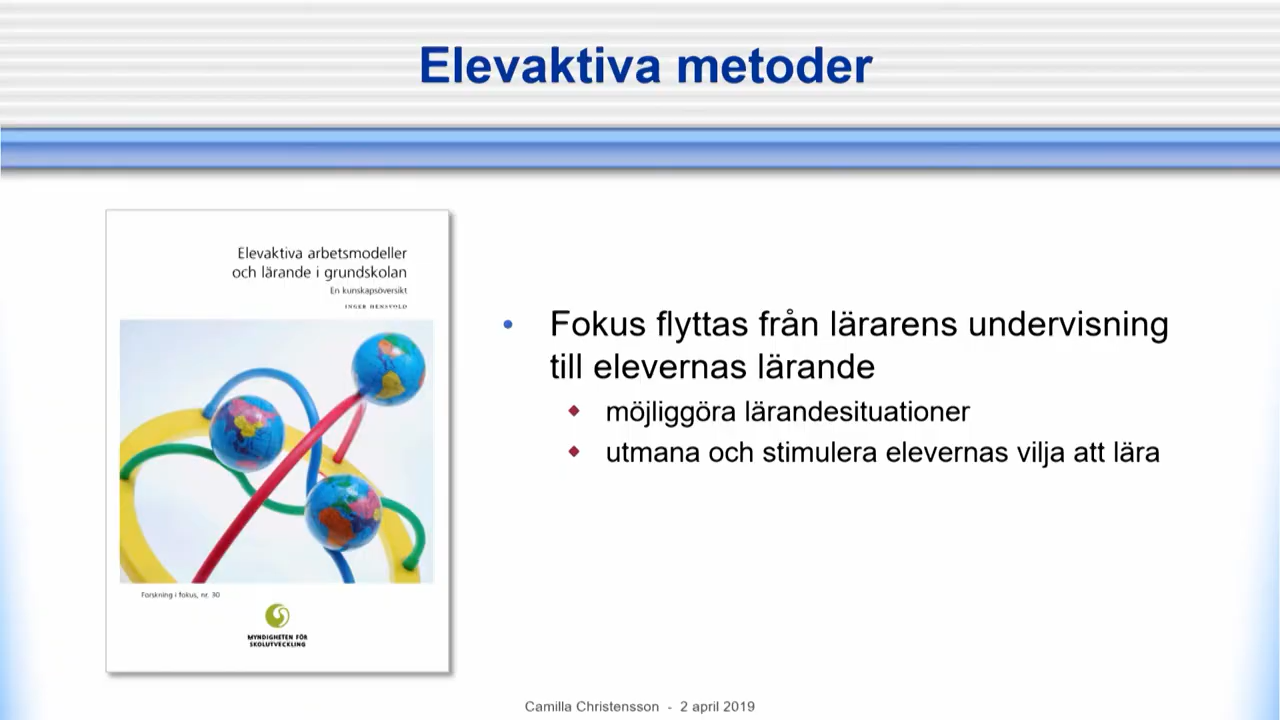 Elevaktiva metoder
Elevaktiva arbetsmodeller
och lärande i grundskolan
En kunskapsöversikt
INGER HENSVOLD
Forskning i fokus, nr. 30
MYNDIGHETEN FÖR
SKOLUTVECKLING
• Fokus flyttas från lärarens undervisning
till elevernas lärande
möjliggöra lärandesituationer
utmana och stimulera elevernas vilja att lära
Camilla Christensson - 2 april 2019